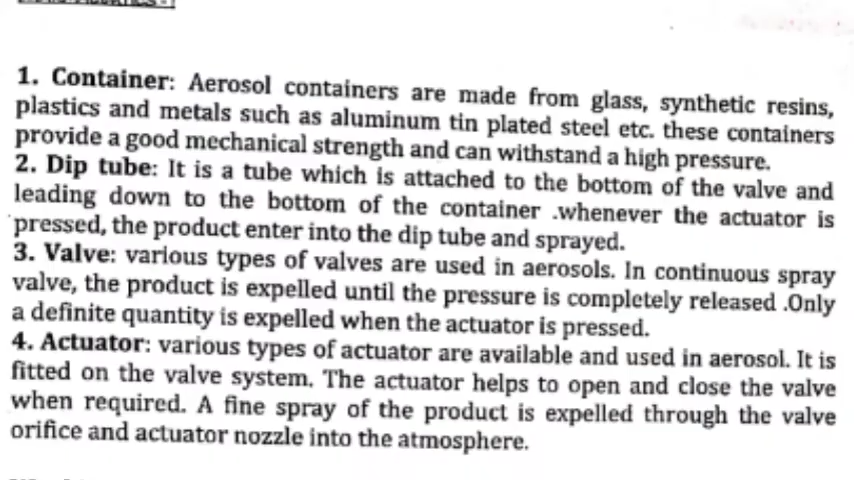 1. Container: Aerosol containers are made from glass, synthetic resins,
plastics and metals such as aluminum tin plated steel etc. these containers
provide a good mechanical strength and can withstand a high pressure.
2. Dip tube: It is a tube which is attached to the bottom of the valve and
leading down to the bottom of the container .whenever the actuator is
pressed, the product enter into the dip tube and sprayed.
3. Valve: various types of valves are used in aerosols. In continuous spray
valve, the product is expelled until the pressure is completely released .Only
a definite quantity is expelled when the actuator is pressed.
4. Actuator: various types of actuator are available and used in aerosol. It is
fitted on the valve system. The actuator helps to open and close the valve
when required. A fine spray of the product is expelled through the valve
orifice and actuator nozzle into the atmosphere.